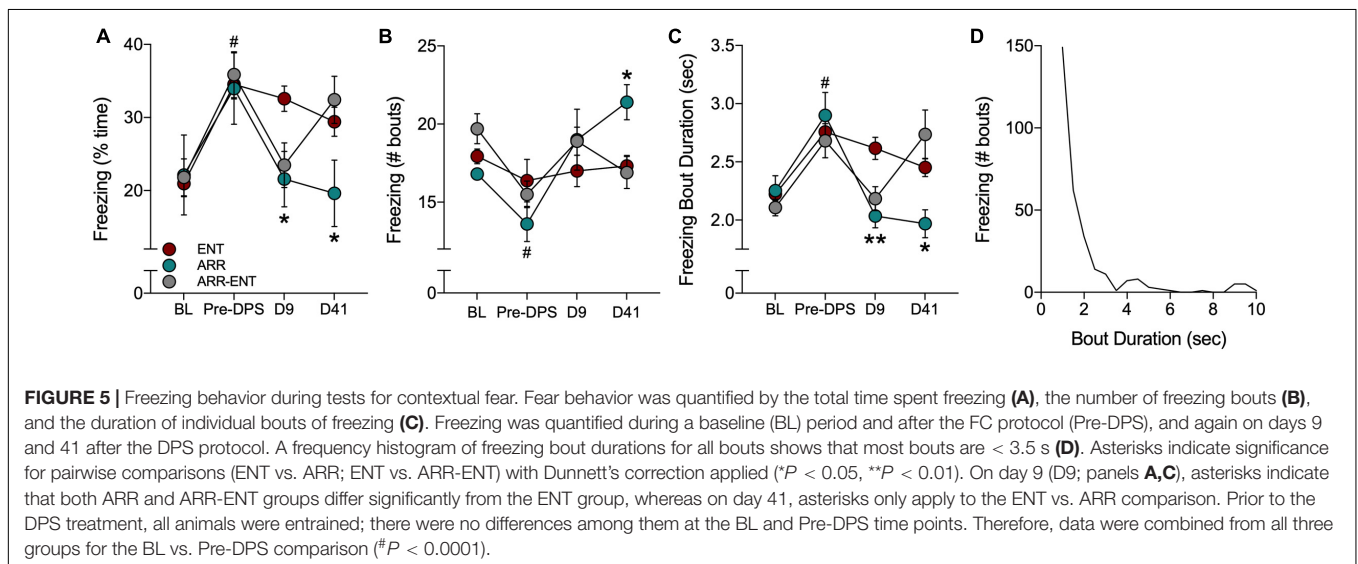 A
Freezing (% time)
40
30
20
0
#
*
*
ENT
ARR
ARR-ENT
BL Pre-DPS D9 D41
B
Freezing (# bouts)
25
20
15
0
#
*
BL Pre-DPS D9 D41
C
Freezing Bout Duration (sec)
3.5
3.0
2.5
2.0
0
#
**
*
BL Pre-DPS D9 D41
D
Freezing (# bouts)
150
100
50
0
0 2 4 6 8 10
Bout Duration (sec)
FIGURE 5 | Freezing behavior during tests for contextual fear. Fear behavior was quantified by the total time spent freezing (A), the number of freezing bouts (B),
and the duration of individual bouts of freezing (C). Freezing was quantified during a baseline (BL) period and after the FC protocol (Pre-DPS), and again on days 9
and 41 after the DPS protocol. A frequency histogram of freezing bout durations for all bouts shows that most bouts are < 3.5 s (D). Asterisks indicate significance
for pairwise comparisons (ENT vs. ARR; ENT vs. ARR-ENT) with Dunnett's correction applied (*P < 0.05, **P < 0.01). On day 9 (D9; panels A,C), asterisks indicate
that both ARR and ARR-ENT groups differ significantly from the ENT group, whereas on day 41, asterisks only apply to the ENT vs. ARR comparison. Prior to the
DPS treatment, all animals were entrained; there were no differences among them at the BL and Pre-DPS time points. Therefore, data were combined from all three
groups for the BL vs. Pre-DPS comparison (#P < 0.0001).